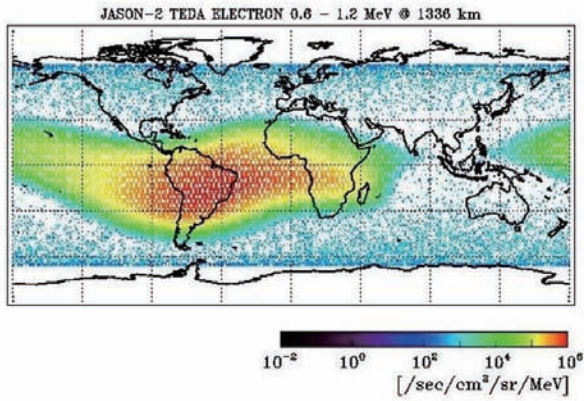 JASON-2 TEDA ELECTRON 0.6 – 1.2 MeV @ 1336 km
10⁻² 10⁰ 10² 10⁴ 10⁶
[/sec/cm²/sr/MeV]